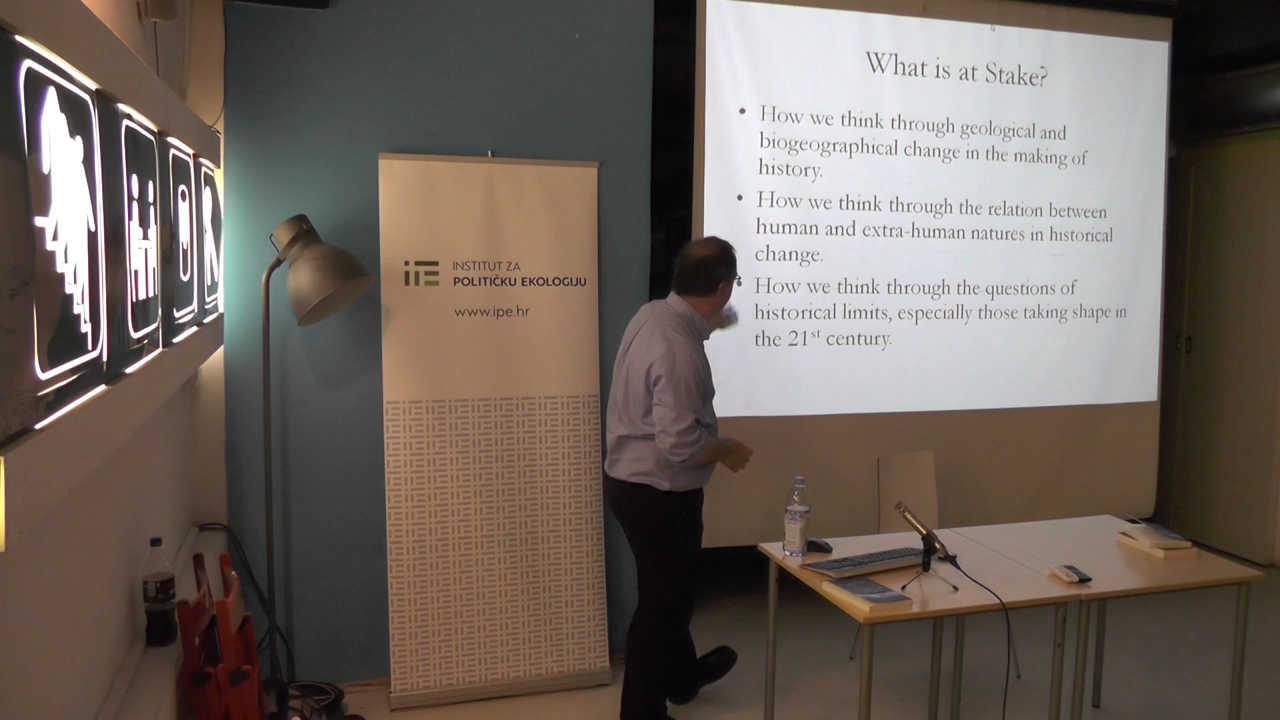 INSTITUT ZA
POLITIČKU EKOLOGIJU
www.ipe.hr
What is at Stake?
• How we think through geological and
biogeographical change in the making of
history.
• How we think through the relation between
human and extra-human natures in historical
change.
How we think through the questions of
historical limits, especially those taking shape in
the 21st century.